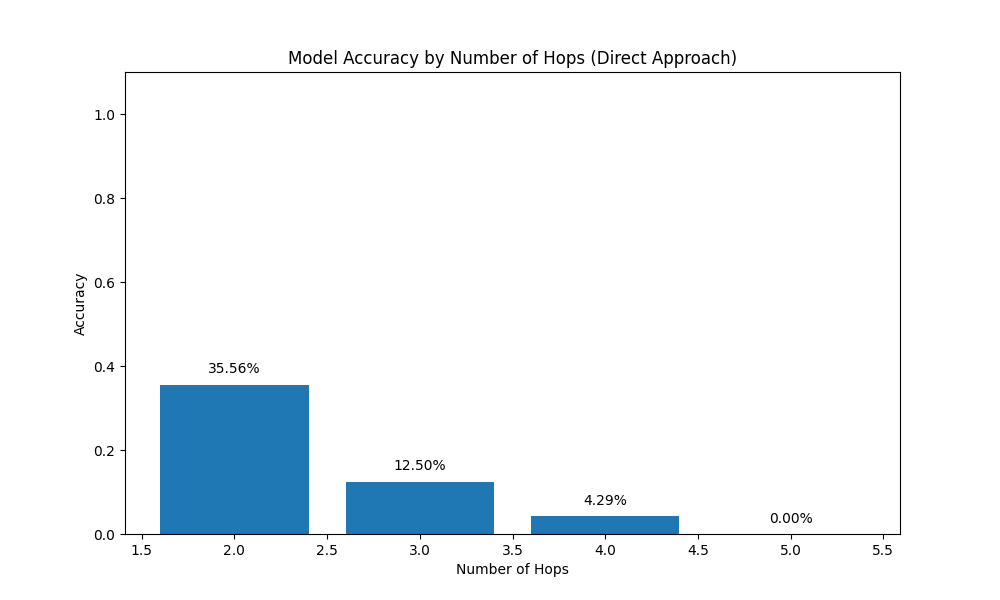 Model Accuracy by Number of Hops (Direct Approach)
1.0
0.8
0.6
0.4
0.2
0.0
Accuracy
35.56%
12.50%
4.29%
0.00%
1.5 2.0 2.5 3.0 3.5 4.0 4.5 5.0 5.5
Number of Hops